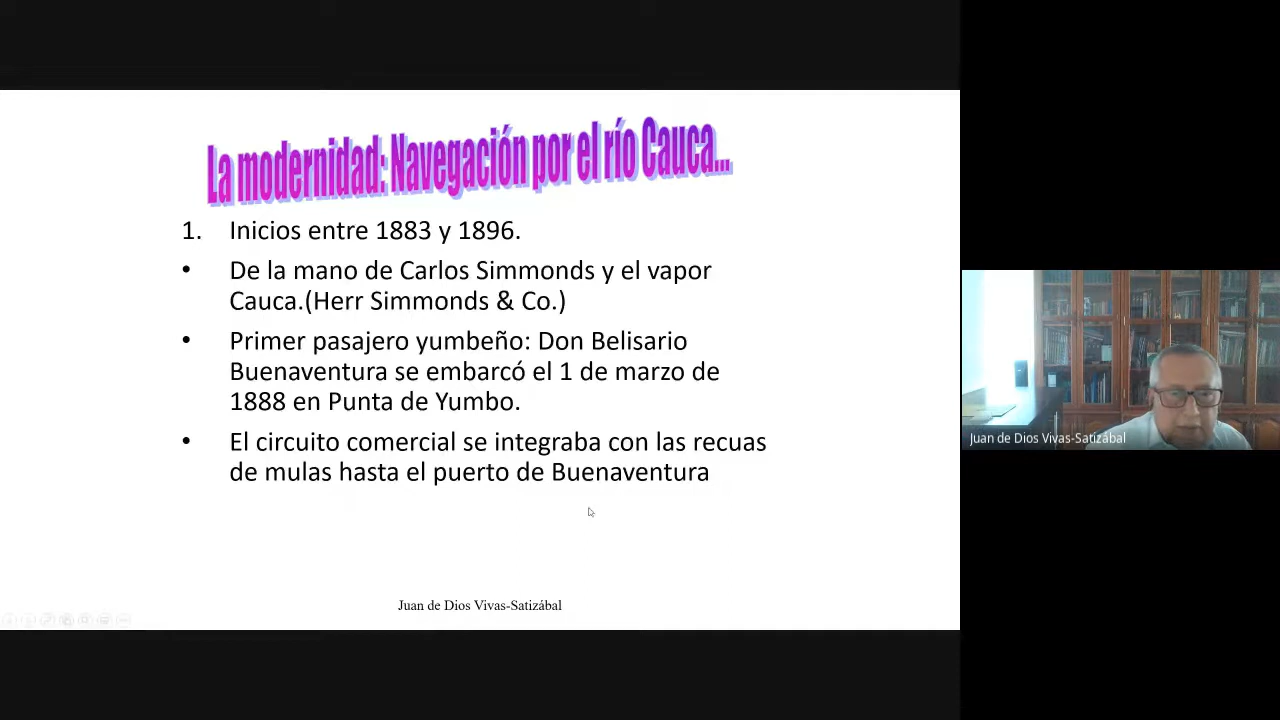 La modernidad: Navegación por el río Cauca...
1. Inicios entre 1883 y 1896.
• De la mano de Carlos Simmonds y el vapor
Cauca.(Herr Simmonds & Co.)
• Primer pasajero yumbeño: Don Belisario
Buenaventura se embarcó el 1 de marzo de
1888 en Punta de Yumbo.
• El circuito comercial se integraba con las recuas
de mulas hasta el puerto de Buenaventura
Juan de Dios Vivas-Satizábal
Juan de Dios Vivas-Satizábal